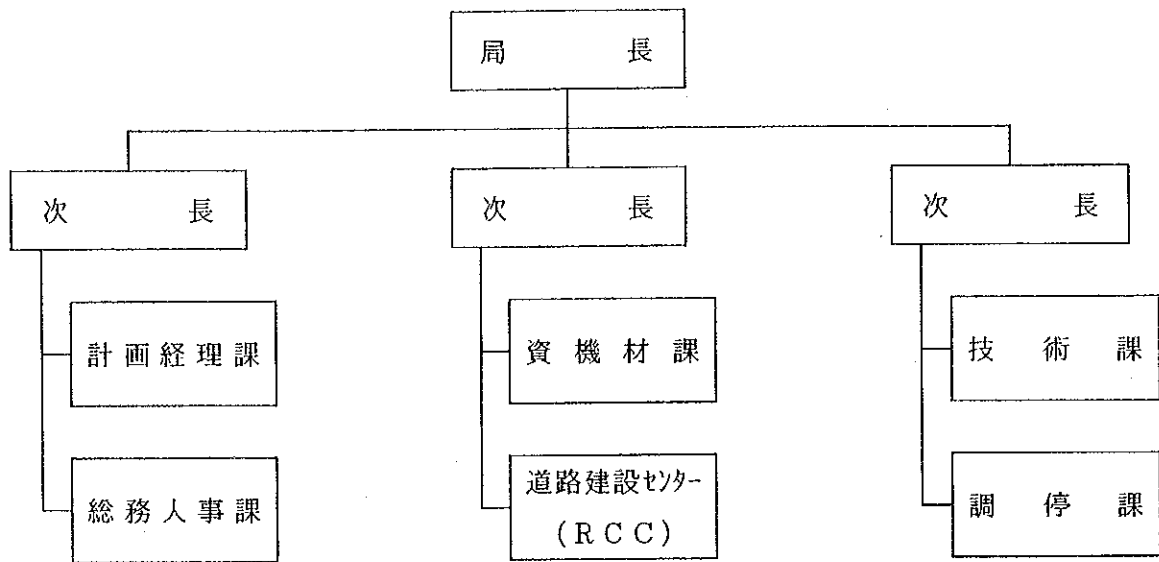 局長
次長
次長
次長
計画経理課
資機材課
技術課
総務人事課
道路建設センター
(RCC)
調停課